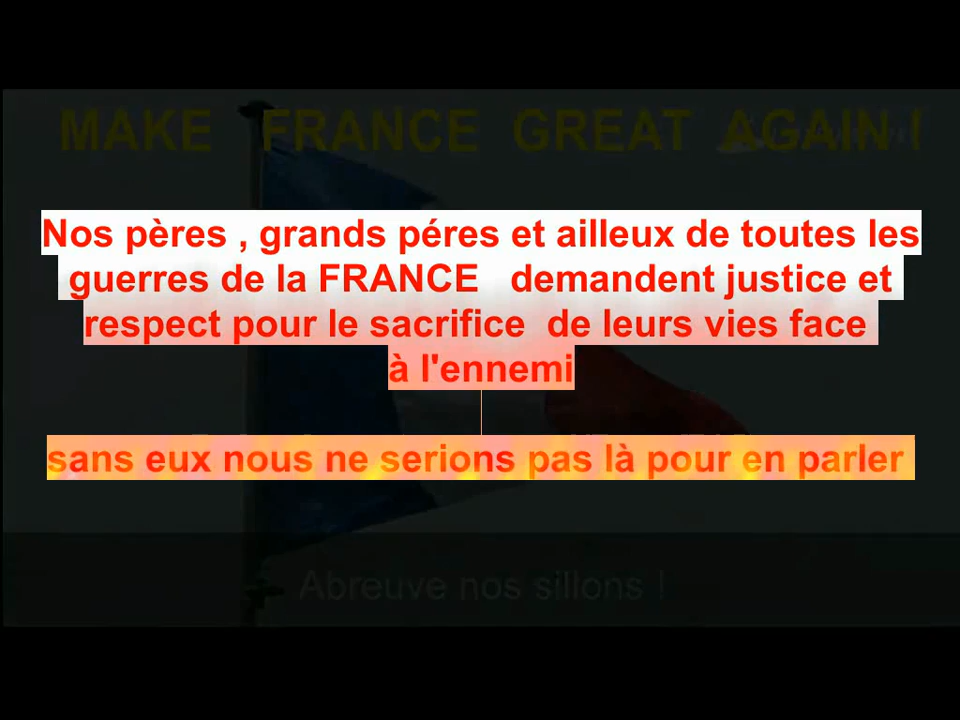 MAKE FRANCE GREAT AGAIN !
Nos pères , grands péres et ailleux de toutes les
guerres de la FRANCE demandent justice et
respect pour le sacrifice de leurs vies face
à l'ennemi
sans eux nous ne serions pas là pour en parler
Abreuve nos sillons !